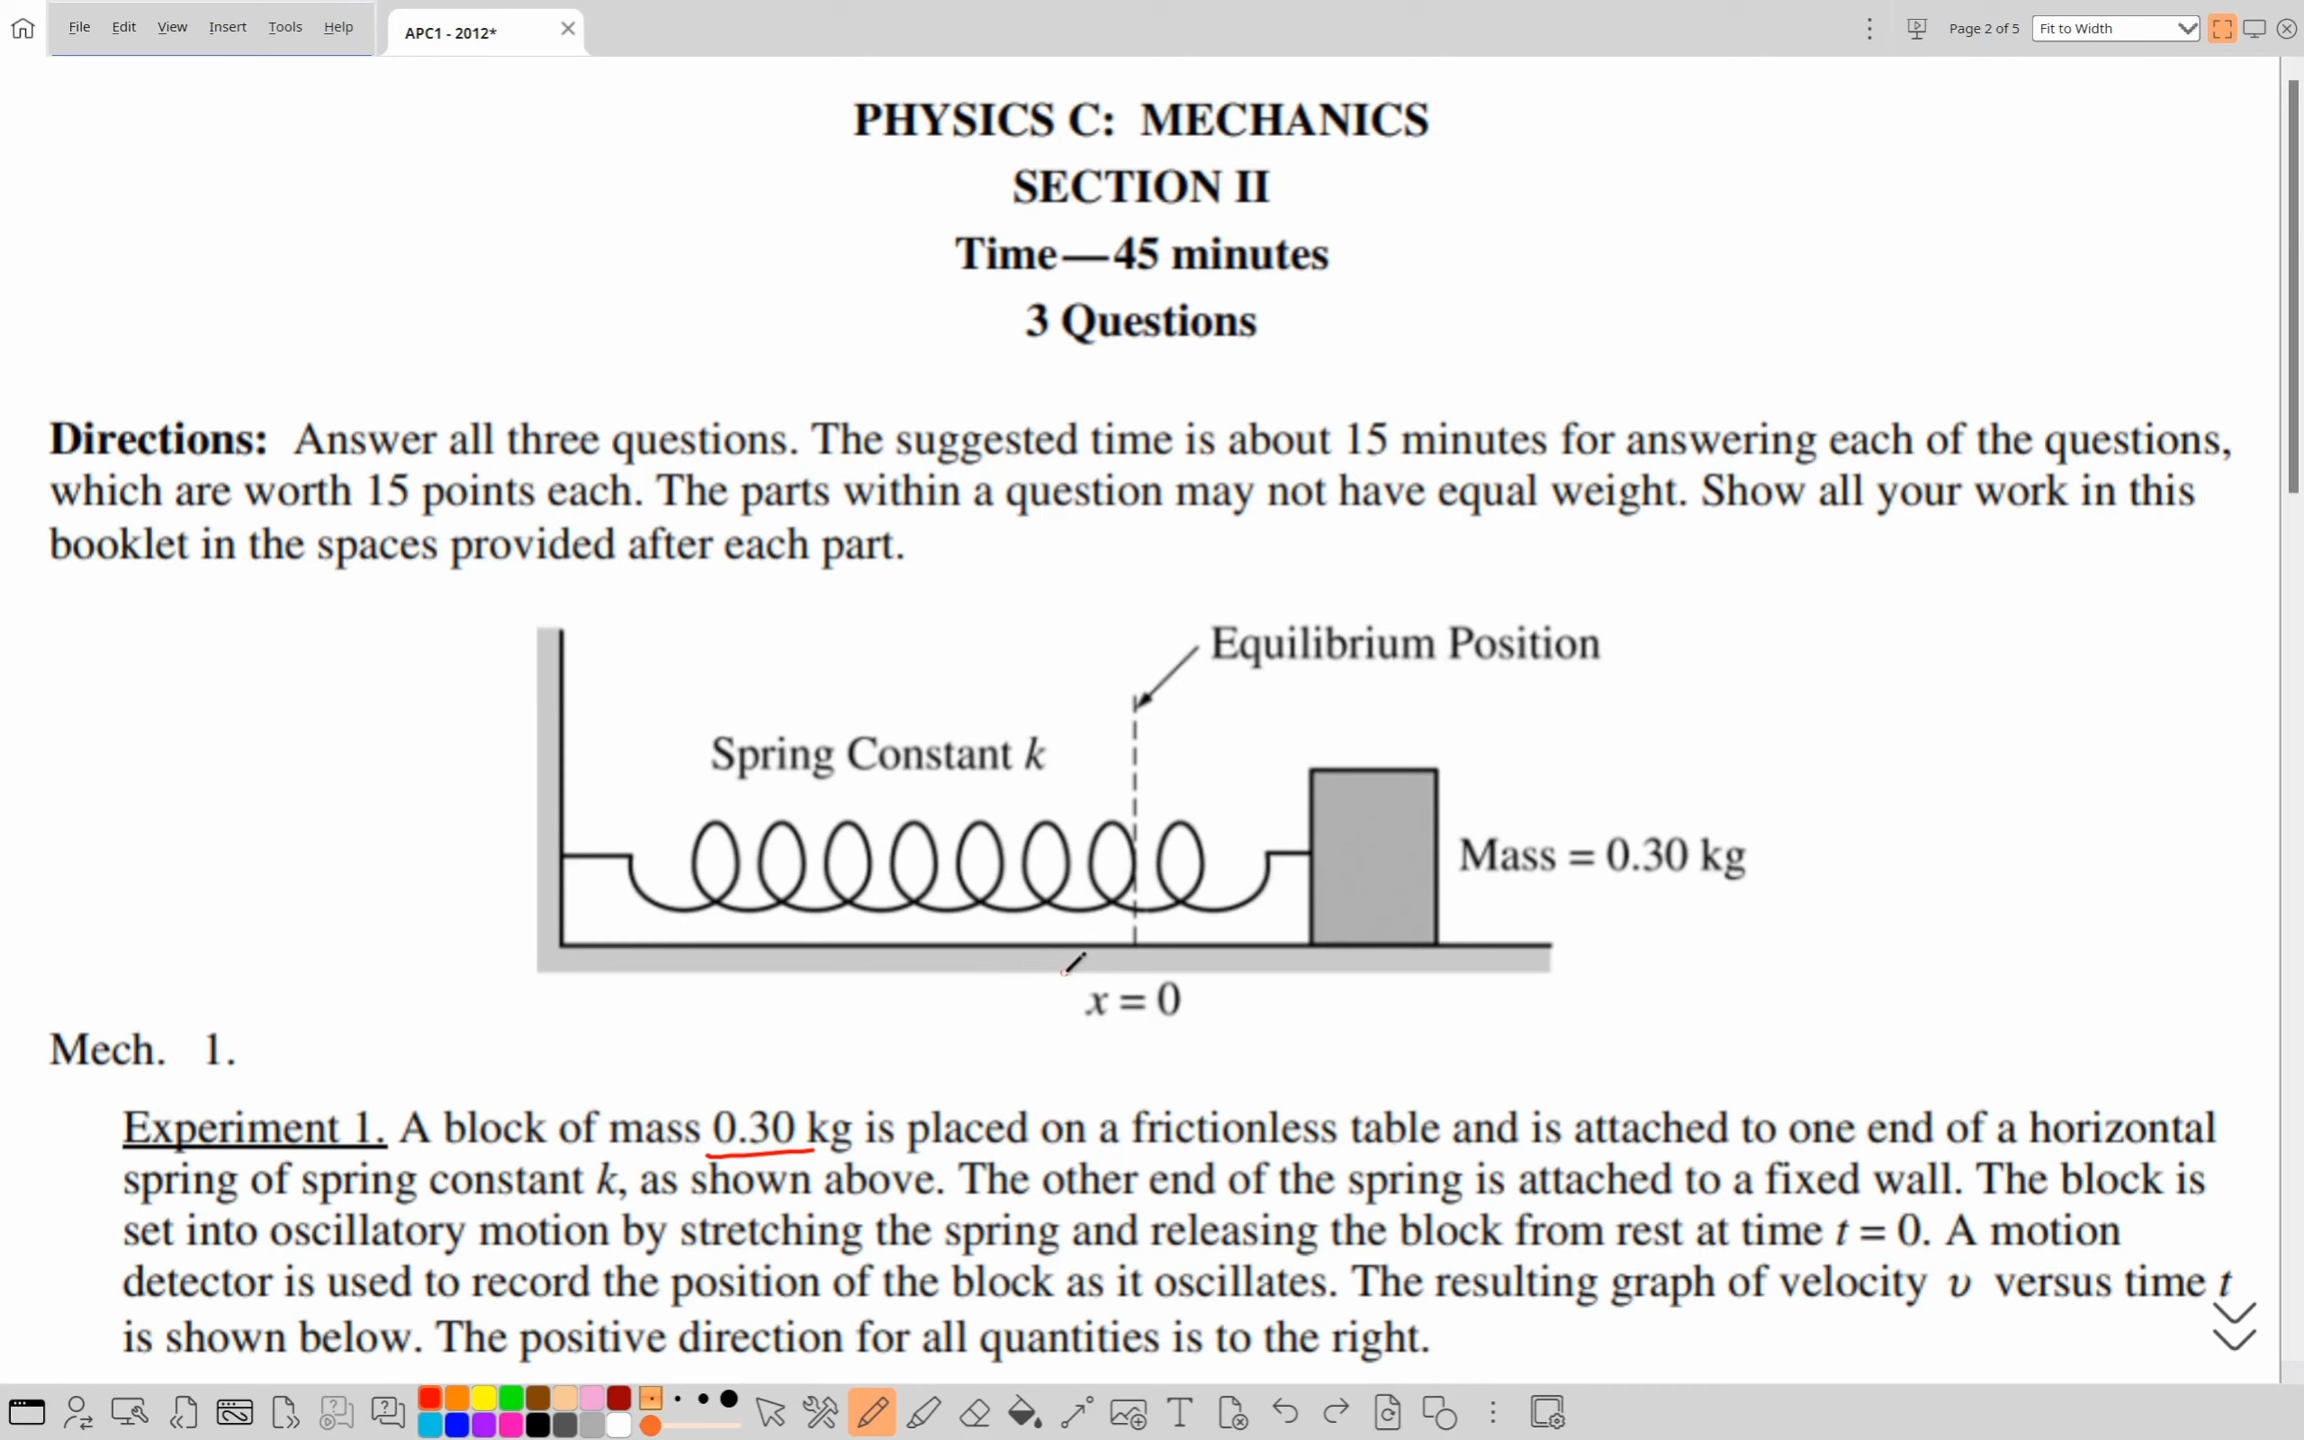 File Edit View Insert Tools Help
APC1 - 2012*
Page 2 of 5
Fit to Width
PHYSICS C: MECHANICS
SECTION II
Time—45 minutes
3 Questions
Directions: Answer all three questions. The suggested time is about 15 minutes for answering each of the questions,
which are worth 15 points each. The parts within a question may not have equal weight. Show all your work in this
booklet in the spaces provided after each part.
Equilibrium Position
Spring Constant k
Mass = 0.30 kg
x = 0
Mech. 1.
Experiment 1. A block of mass 0.30 kg is placed on a frictionless table and is attached to one end of a horizontal
spring of spring constant k, as shown above. The other end of the spring is attached to a fixed wall. The block is
set into oscillatory motion by stretching the spring and releasing the block from rest at time t = 0. A motion
detector is used to record the position of the block as it oscillates. The resulting graph of velocity υ versus time t
is shown below. The positive direction for all quantities is to the right.